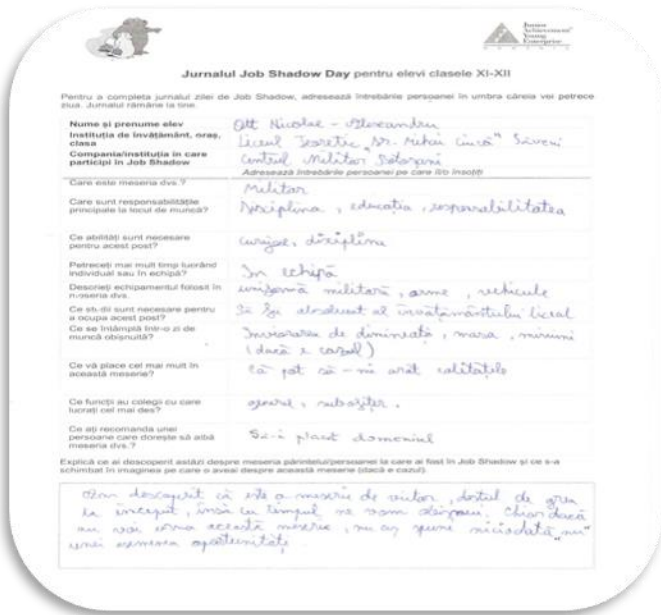 Junior
Achievement
Young
Enterprise
ROMANIA
Jurnalul Job Shadow Day pentru elevi clasele XI-XII
Pentru a completa jurnalul zilei de Job Shadow, adresează întrebările persoanei în umbra căreia vei petrece
ziua. Jurnalul rămâne la tine.
Nume și prenume elev
Ott Nicolae - Alexandru
Instituția de învățământ, oraș,
clasa
Liceul Teoretic „Dr. Mihai Ciucă” Săveni
Compania/instituția în care
participi în Job Shadow
Centrul Militar Botoșani
Adresează întrebările persoanei pe care îl/o însoțiți
Care este meseria dvs.?
Militar
Care sunt responsabilitățile
principale la locul de muncă?
Disciplina, educația, responsabilitatea
Ce abilități sunt necesare
pentru acest post?
curaj, disciplina
Petreceți mai mult timp lucrând
individual sau în echipă?
În echipă
Descrieți echipamentul folosit în
meseria dvs.
uniformă militară, arme, vehicule
Ce studii sunt necesare pentru
a ocupa acest post?
Să fii absolvent al învățământului liceal
Ce se întâmplă într-o zi de
muncă obișnuită?
Înviorarea de dimineață, masa, misiuni
(dacă e cazul)
Ce vă place cel mai mult în
această meserie?
Că pot să-mi arăt calitățile
Ce funcții au colegii cu care
lucrați cel mai des?
general, subofițer.
Ce ați recomanda unei
persoane care dorește să aibă
meseria dvs.?
Să-i placă domeniul
Explică ce ai descoperit astăzi despre meseria părintelui/persoanei la care ai fost în Job Shadow și ce s-a
schimbat în imaginea pe care o aveai despre această meserie (dacă e cazul).
Am descoperit că este o meserie de viitor, destul de grea
la început, însă cu timpul ne vom obișnui. Chiar dacă
nu voi urma această meserie, nu aș spune niciodată „nu”
unei asemenea oportunități.